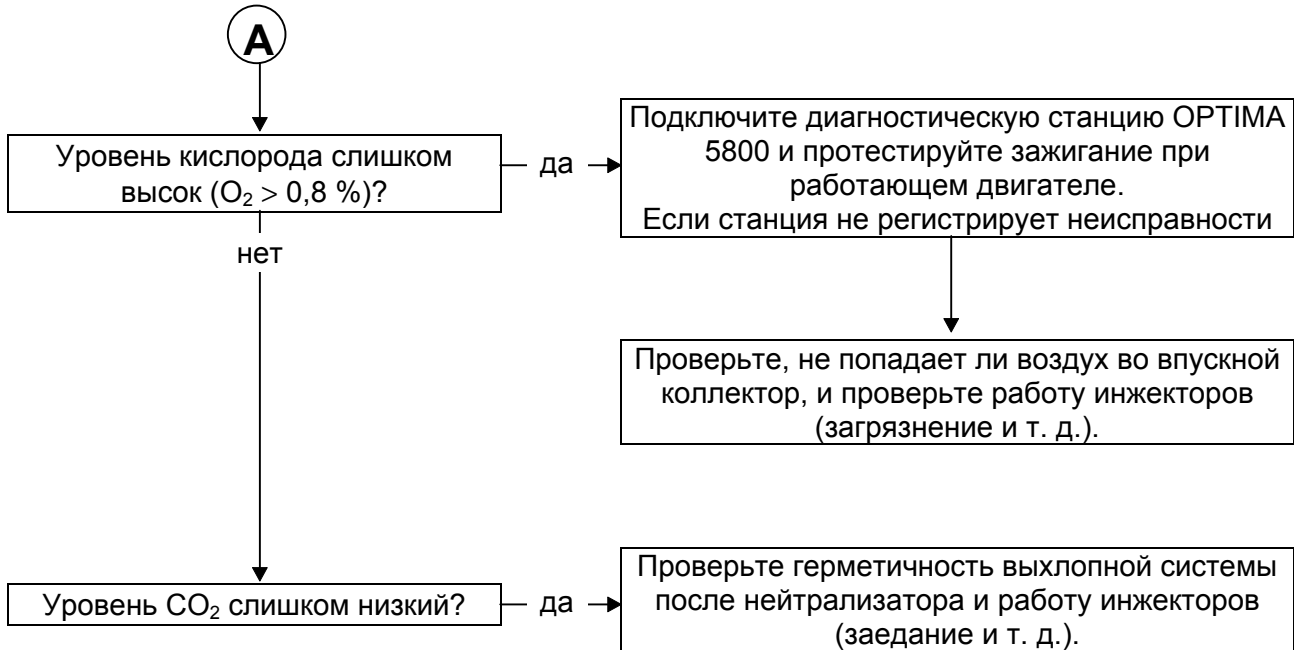 A
Уровень кислорода слишком
высок (O₂ > 0,8 %)?
да
Подключите диагностическую станцию OPTIMA
5800 и протестируйте зажигание при
работающем двигателе.
Если станция не регистрирует неисправности
нет
Проверьте, не попадает ли воздух во впускной
коллектор, и проверьте работу инжекторов
(загрязнение и т. д.).
Уровень CO₂ слишком низкий?
да
Проверьте герметичность выхлопной системы
после нейтрализатора и работу инжекторов
(заедание и т. д.).